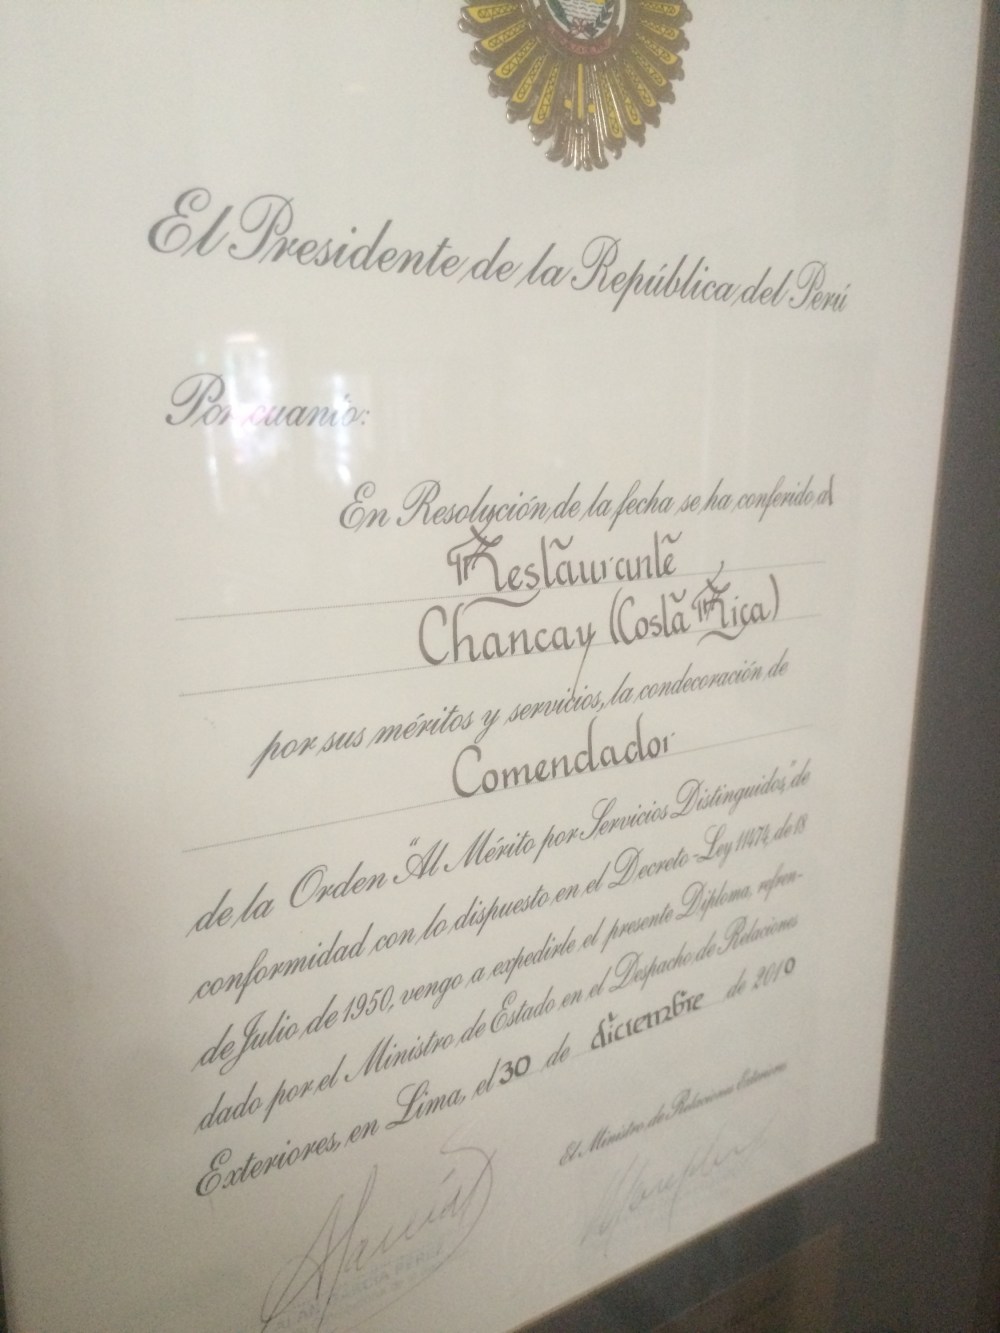 El Presidente de la República del Perú
Por cuanto:
En Resolución de la fecha se ha conferido al
Restaurante
Chancay (Costa Rica)
por sus méritos y servicios, la condecoración de
Comendador
de la Orden "Al Mérito por Servicios Distinguidos", de
conformidad con lo dispuesto en el Decreto-Ley 11474, de 18
de Julio de 1950, vengo a expedirle el presente Diploma, refren-
dado por el Ministro de Estado en el Despacho de Relaciones
Exteriores, en Lima, el 30 de diciembre de 2010
El Ministro de Relaciones Exteriores
ALAN GARCÍA PÉREZ